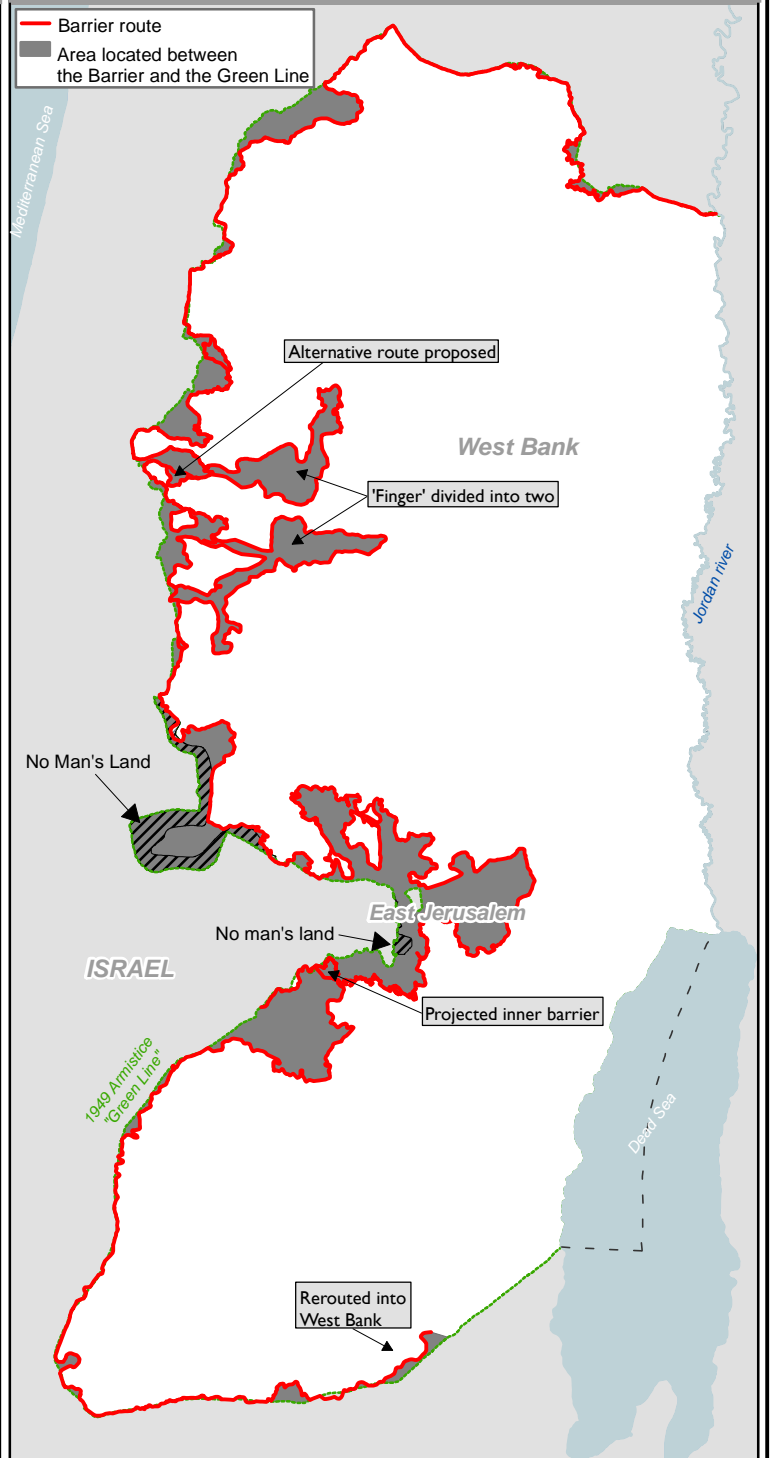 Barrier route
Area located between
the Barrier and the Green Line
Mediterranean Sea
Alternative route proposed
West Bank
'Finger' divided into two
Jordan river
No Man's Land
East Jerusalem
No man's land
ISRAEL
Projected inner barrier
1949 Armistice
"Green Line"
Dead Sea
Rerouted into
West Bank